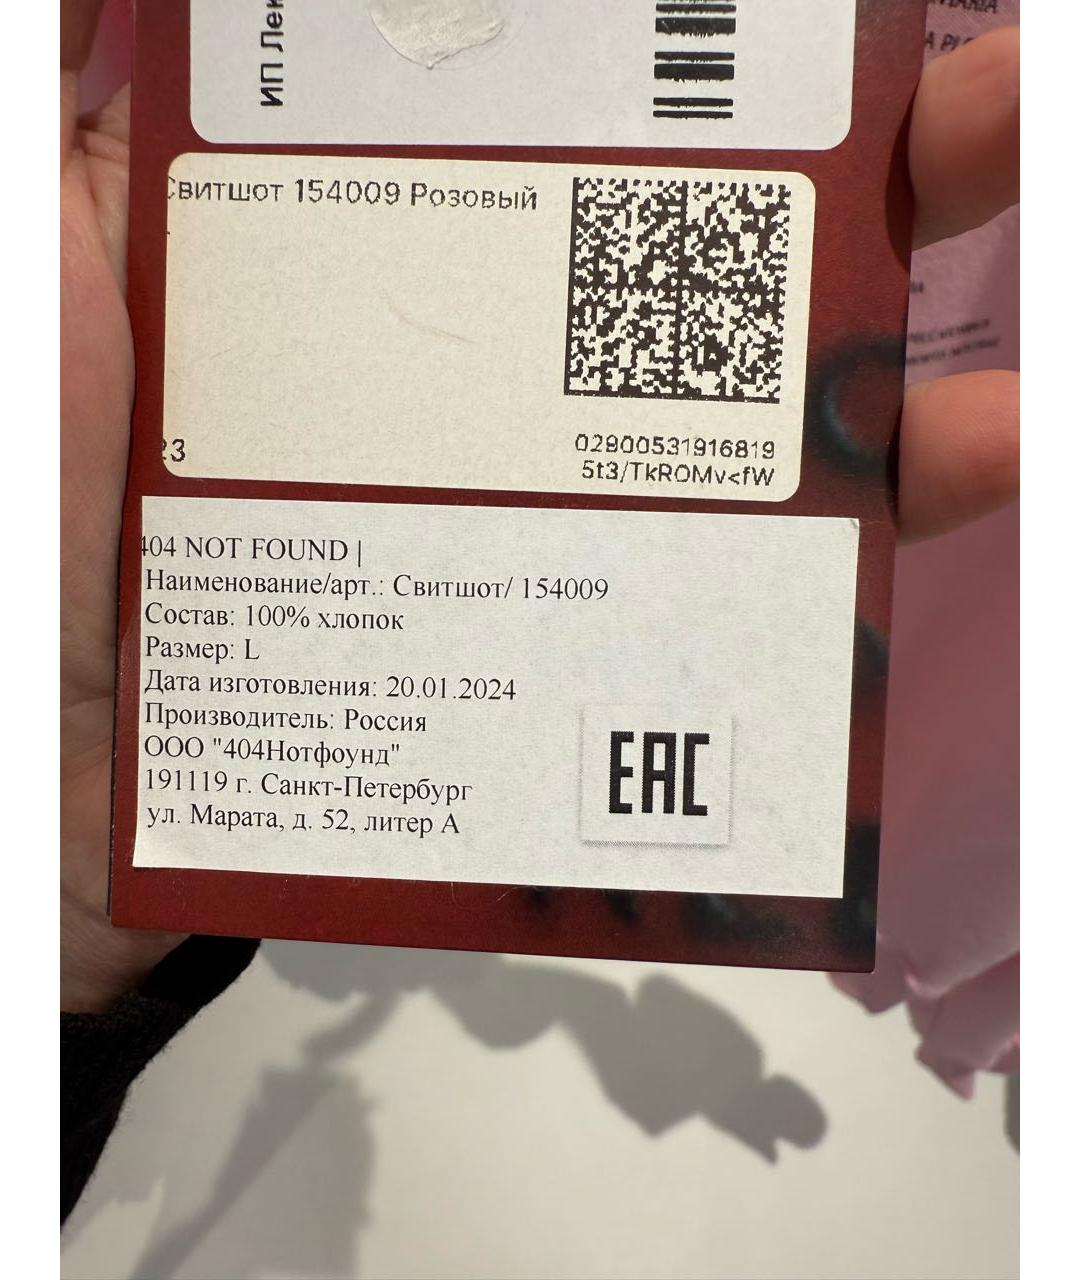 ИП
Свитшот 154009 Розовый
23
02900531916819
5t3/TkROMv<fW
404 NOT FOUND |
Наименование/арт.: Свитшот/ 154009
Состав: 100% хлопок
Размер: L
Дата изготовления: 20.01.2024
Производитель: Россия
ООО "404Нотфоунд"
191119 г. Санкт-Петербург
ул. Марата, д. 52, литер А
EAC